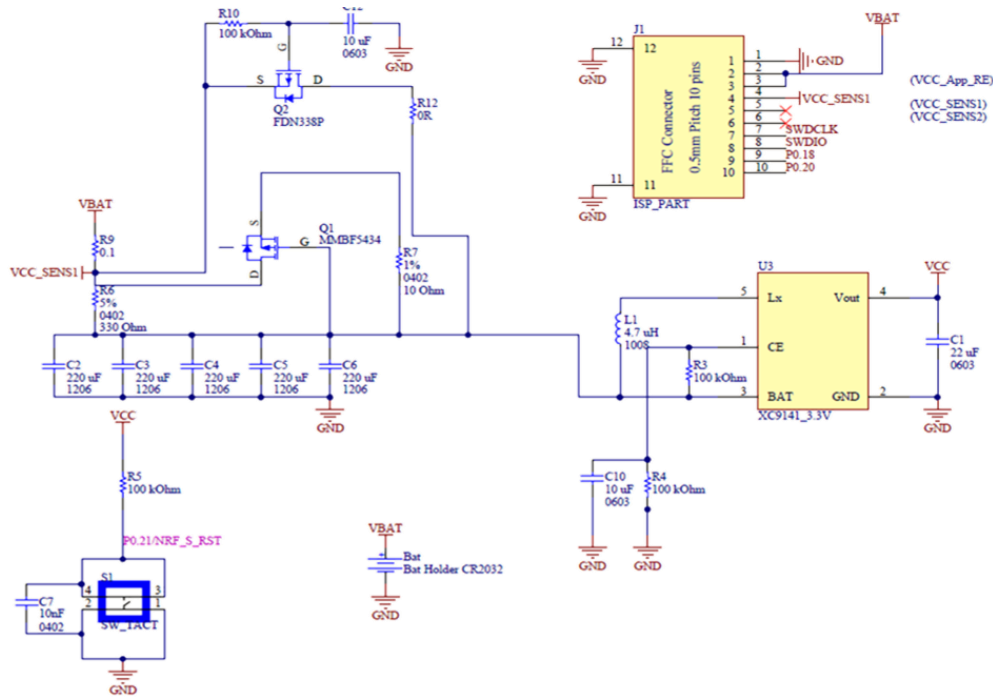 R10
100 kOhm
10 uF
0603
GND
G
S
D
Q2
FDN338P
R12
0R
VBAT
J1
12
12
GND
FFC Connector
0.5mm Pitch 10 pins
1
2
3
4
5
6
7
8
9
10
1
2
3
4
5
6
7
8
9
10
GND
VCC_SENS1
SWDCLK
SWDIO
P0.18
P0.20
(VCC_App_RE)
(VCC_SENS1)
(VCC_SENS2)
11
11
GND
ISP_PART
VBAT
R9
0.1
VCC_SENS1
R6
5%
0402
330 Ohm
S
Q1
MMBF5434
G
D
R7
1%
0402
10 Ohm
C2
220 uF
1206
C3
220 uF
1206
C4
220 uF
1206
C5
220 uF
1206
C6
220 uF
1206
GND
U3
5
Lx
Vout
4
VCC
1
CE
3
BAT
GND
2
XC9141_3.3V
L1
4.7 uH
1008
R3
100 kOhm
C1
22 uF
0603
GND
C10
10 uF
0603
R4
100 kOhm
GND
GND
VCC
R5
100 kOhm
P0.21/NRF_S_RST
S1
4
3
2
1
SW_TACT
C7
10nF
0402
GND
VBAT
Bat
Bat Holder CR2032
GND